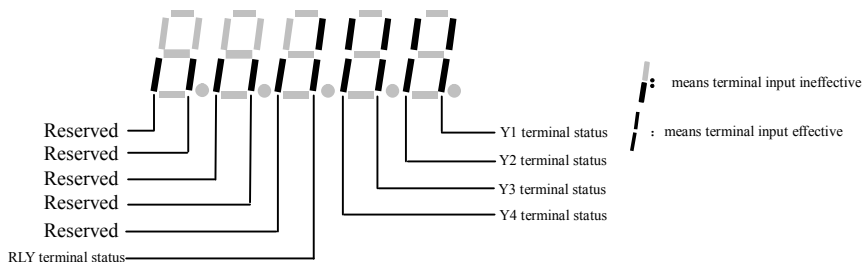 means terminal input ineffective
: means terminal input effective
Reserved
Reserved
Reserved
Reserved
Reserved
RLY terminal status
Y1 terminal status
Y2 terminal status
Y3 terminal status
Y4 terminal status